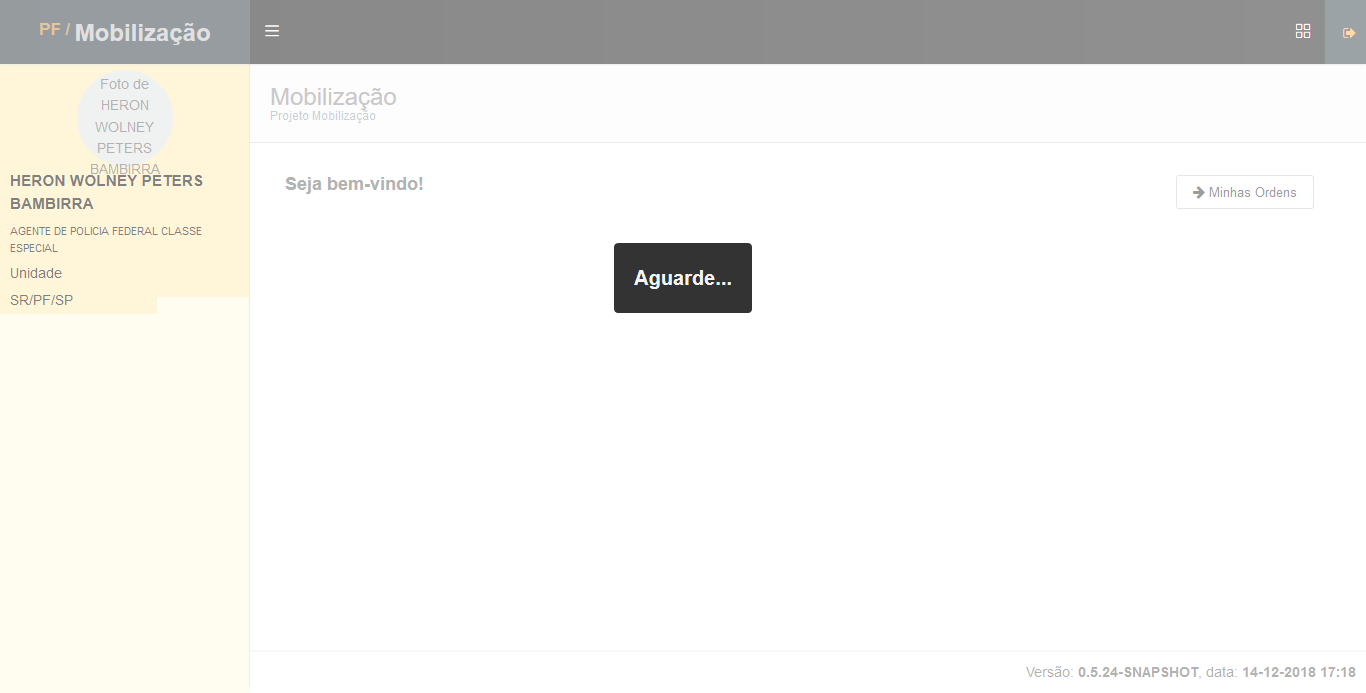 PF / Mobilização
Foto de
HERON
WOLNEY
PETERS
BAMBIRRA
HERON WOLNEY PETERS
BAMBIRRA
AGENTE DE POLICIA FEDERAL CLASSE
ESPECIAL
Unidade
SR/PF/SP
Mobilização
Projeto Mobilização
Seja bem-vindo!
Minhas Ordens
Aguarde...
Versão: 0.5.24-SNAPSHOT, data: 14-12-2018 17:18